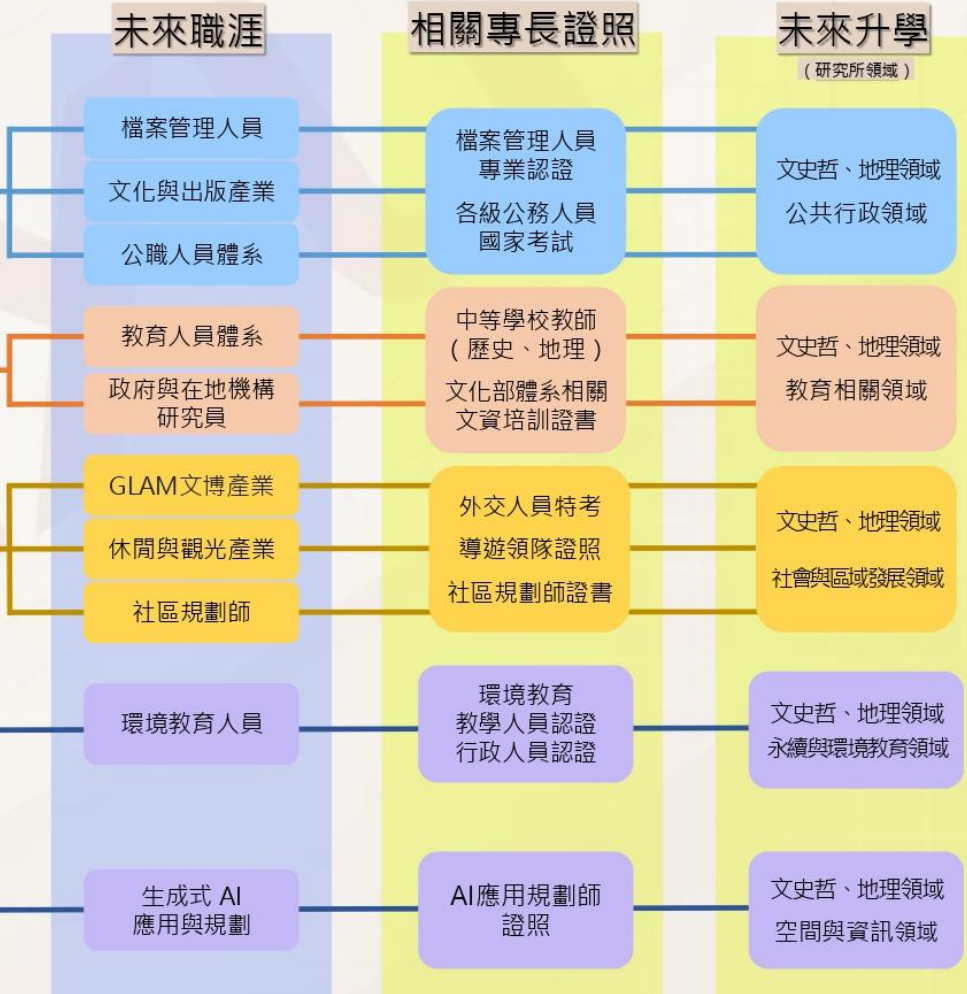 未來職涯
相關專長證照
未來升學
（研究所領域）
檔案管理人員
文化與出版產業
公職人員體系
檔案管理人員
專業認證
各級公務人員
國家考試
文史哲、地理領域
公共行政領域
教育人員體系
政府與在地機構
研究員
中等學校教師
（歷史、地理）
文化部體系相關
文資培訓證書
文史哲、地理領域
教育相關領域
GLAM文博產業
休閒與觀光產業
社區規劃師
外交人員特考
導遊領隊證照
社區規劃師證書
文史哲、地理領域
社會與區域發展領域
環境教育人員
環境教育
教學人員認證
行政人員認證
文史哲、地理領域
永續與環境教育領域
生成式 AI
應用與規劃
AI應用規劃師
證照
文史哲、地理領域
空間與資訊領域